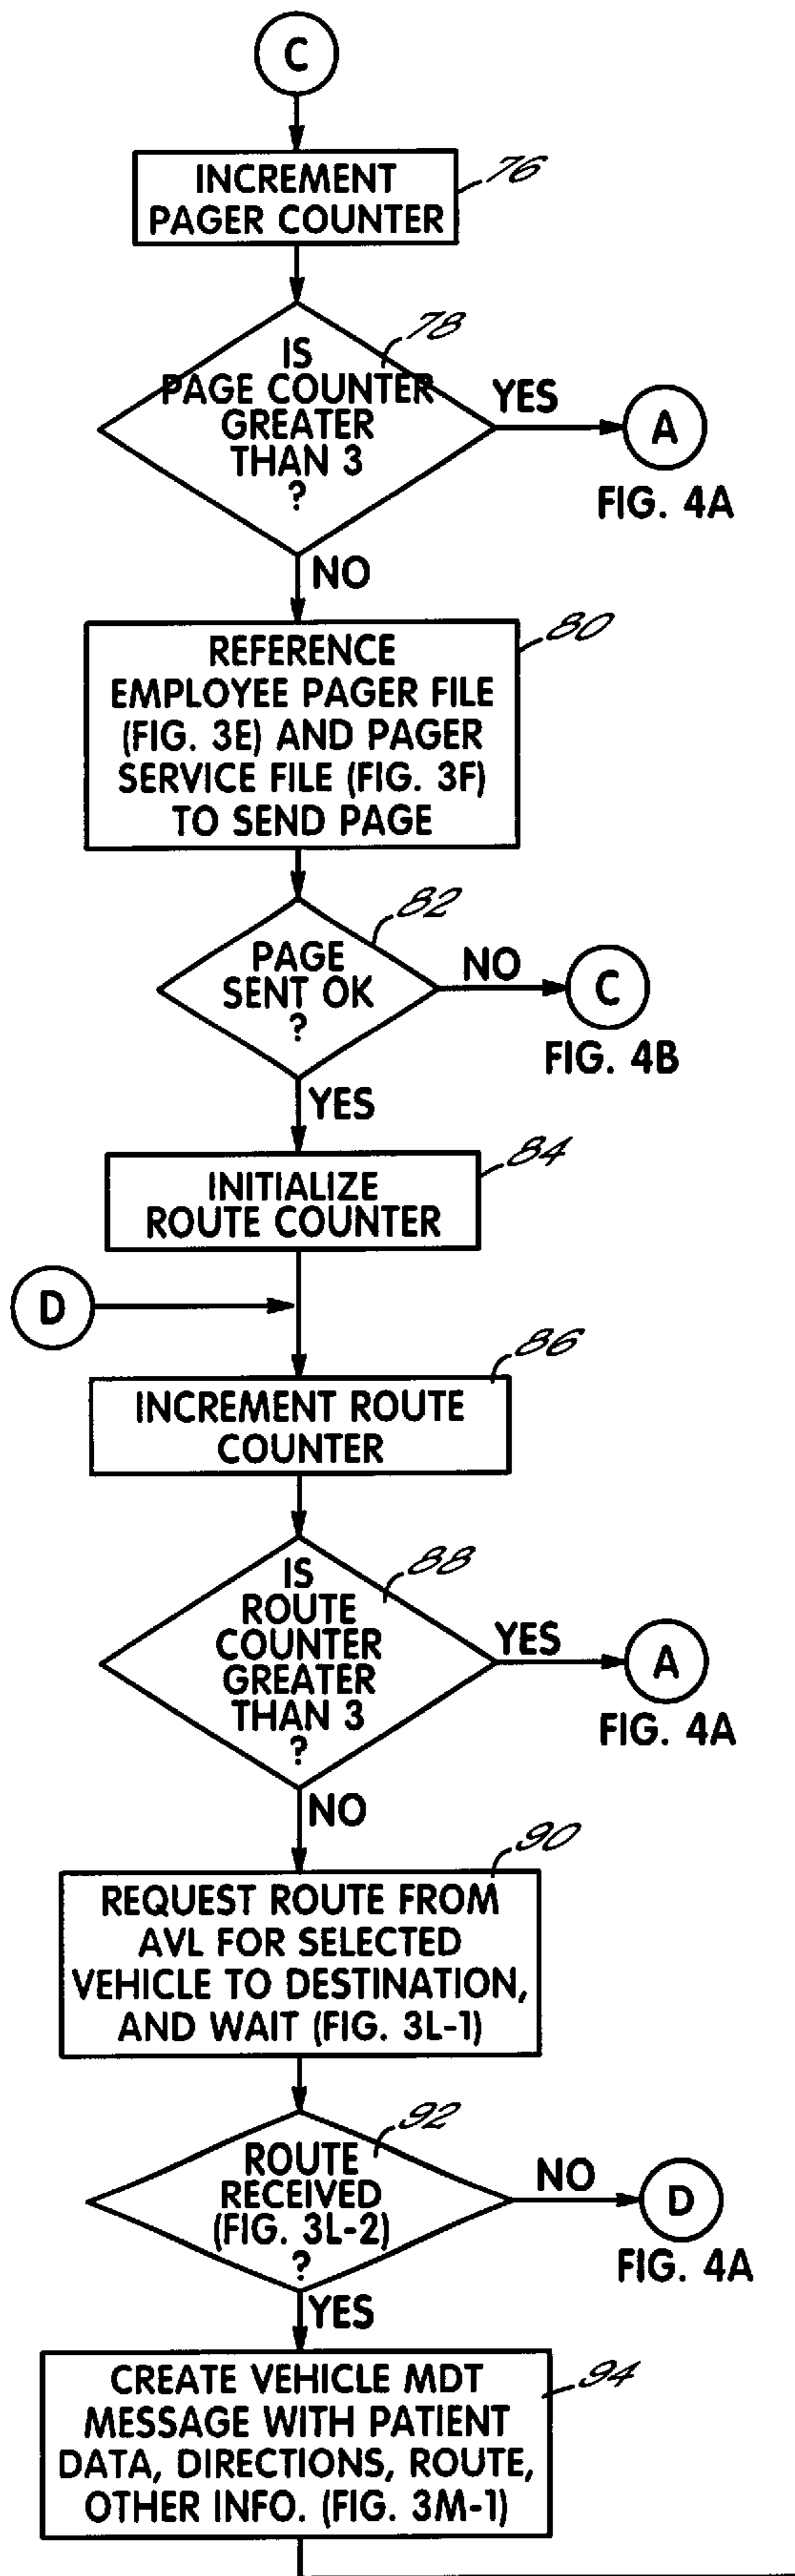 C
INCREMENT
PAGER COUNTER
76
78
IS
PAGE COUNTER
GREATER
THAN 3
?
YES
A
FIG. 4A
NO
80
REFERENCE
EMPLOYEE PAGER FILE
(FIG. 3E) AND PAGER
SERVICE FILE (FIG. 3F)
TO SEND PAGE
82
PAGE
SENT OK
?
NO
C
FIG. 4B
YES
84
INITIALIZE
ROUTE COUNTER
D
86
INCREMENT ROUTE
COUNTER
88
IS
ROUTE
COUNTER
GREATER
THAN 3
?
YES
A
FIG. 4A
NO
90
REQUEST ROUTE FROM
AVL FOR SELECTED
VEHICLE TO DESTINATION,
AND WAIT (FIG. 3L-1)
92
ROUTE
RECEIVED
(FIG. 3L-2)
?
NO
D
FIG. 4A
YES
94
CREATE VEHICLE MDT
MESSAGE WITH PATIENT
DATA, DIRECTIONS, ROUTE,
OTHER INFO. (FIG. 3M-1)